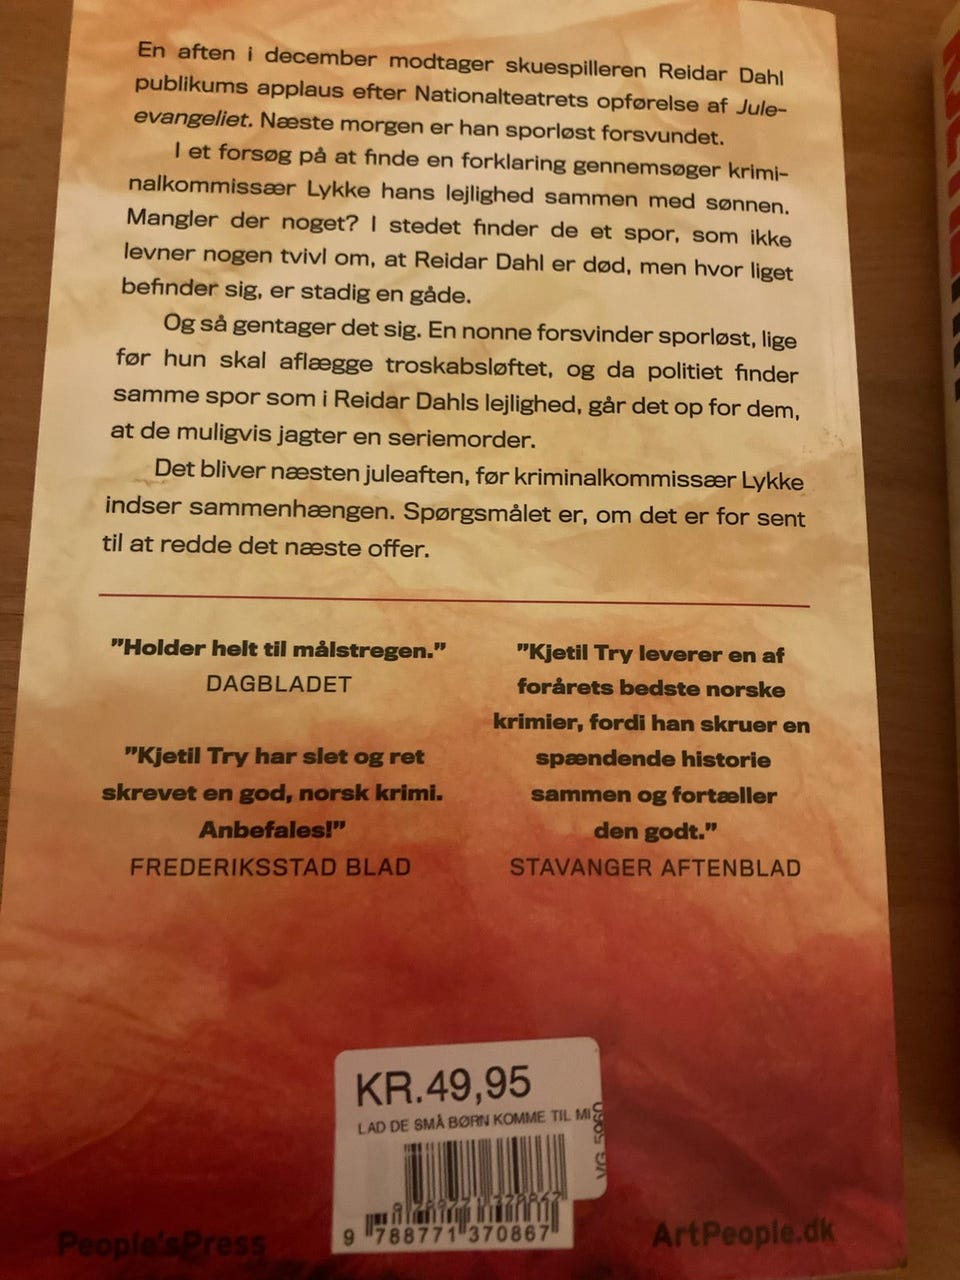 En aften i december modtager skuespilleren Reidar Dahl
publikums applaus efter Nationalteatrets opførelse af Jule-
evangeliet. Næste morgen er han sporløst forsvundet.
I et forsøg på at finde en forklaring gennemsøger krimi-
nalkommissær Lykke hans lejlighed sammen med sønnen.
Mangler der noget? I stedet finder de et spor, som ikke
levner nogen tvivl om, at Reidar Dahl er død, men hvor liget
befinder sig, er stadig en gåde.
Og så gentager det sig. En nonne forsvinder sporløst, lige
før hun skal aflægge troskabsløftet, og da politiet finder
samme spor som i Reidar Dahls lejlighed, går det op for dem,
at de muligvis jagter en seriemorder.
Det bliver næsten juleaften, før kriminalkommissær Lykke
indser sammenhængen. Spørgsmålet er, om det er for sent
til at redde det næste offer.
"Holder helt til målstregen."
DAGBLADET
"Kjetil Try har slet og ret
skrevet en god, norsk krimi.
Anbefales!"
FREDERIKSSTAD BLAD
"Kjetil Try leverer en af
forårets bedste norske
krimier, fordi han skruer en
spændende historie
sammen og fortæller
den godt."
STAVANGER AFTENBLAD
KR.49,95
LAD DE SMÅ BØRN KOMME TIL MI
VG 5960
9 788771 370867
People'sPress
ArtPeople.dk